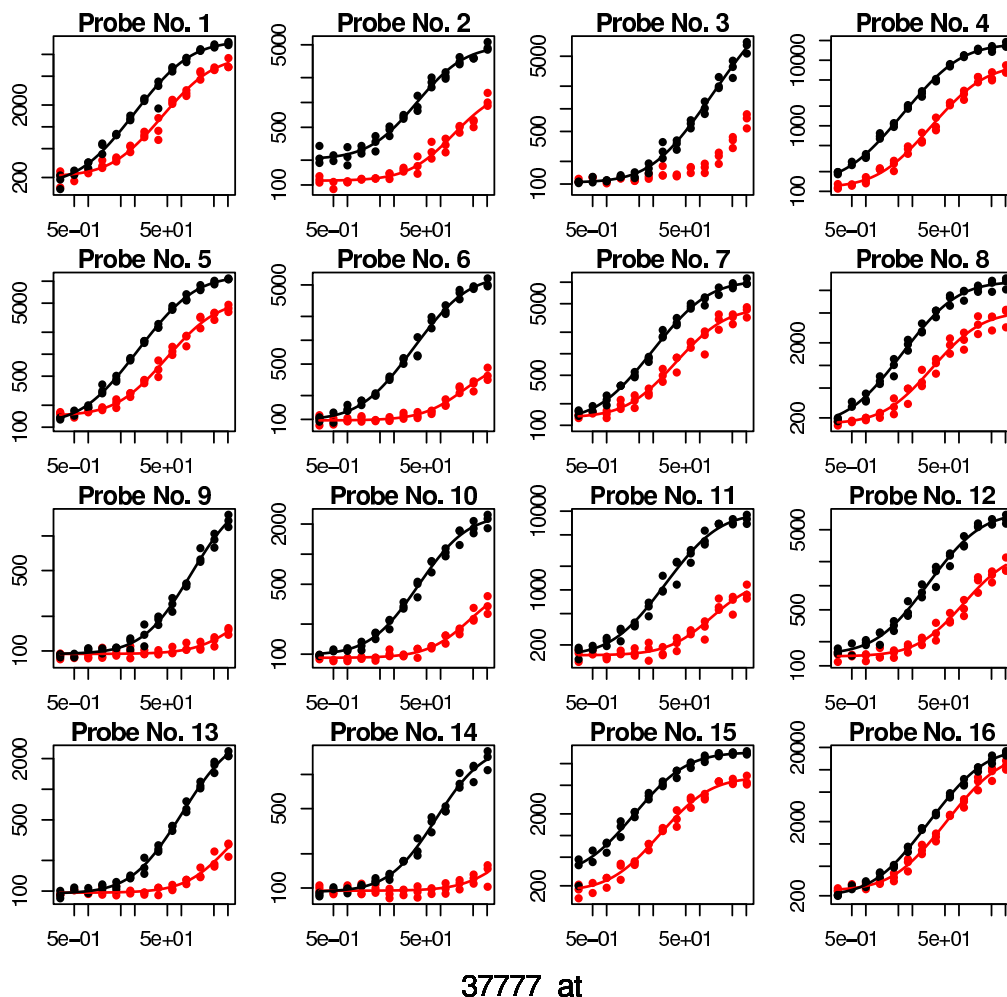 Probe No. 1
Probe No. 2
Probe No. 3
Probe No. 4
200
2000
5e−01
5e+01
100
500
5000
5e−01
5e+01
100
500
5000
5e−01
5e+01
100
1000
10000
5e−01
5e+01
Probe No. 5
Probe No. 6
Probe No. 7
Probe No. 8
100
500
5000
5e−01
5e+01
100
500
5000
5e−01
5e+01
100
500
5000
5e−01
5e+01
200
2000
5e−01
5e+01
Probe No. 9
Probe No. 10
Probe No. 11
Probe No. 12
100
500
5e−01
5e+01
100
500
2000
5e−01
5e+01
200
1000
10000
5e−01
5e+01
100
500
5000
5e−01
5e+01
Probe No. 13
Probe No. 14
Probe No. 15
Probe No. 16
100
500
2000
5e−01
5e+01
100
500
5e−01
5e+01
200
2000
5e−01
5e+01
200
2000
20000
5e−01
5e+01
37777 at